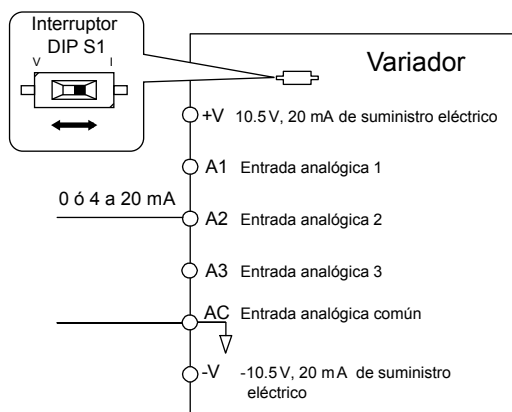 Interruptor
DIP S1
V I
Variador
+V 10.5 V, 20 mA de suministro eléctrico
A1 Entrada analógica 1
0 ó 4 a 20 mA
A2 Entrada analógica 2
A3 Entrada analógica 3
AC Entrada analógica común
-V -10.5 V, 20 mA de suministro
eléctrico